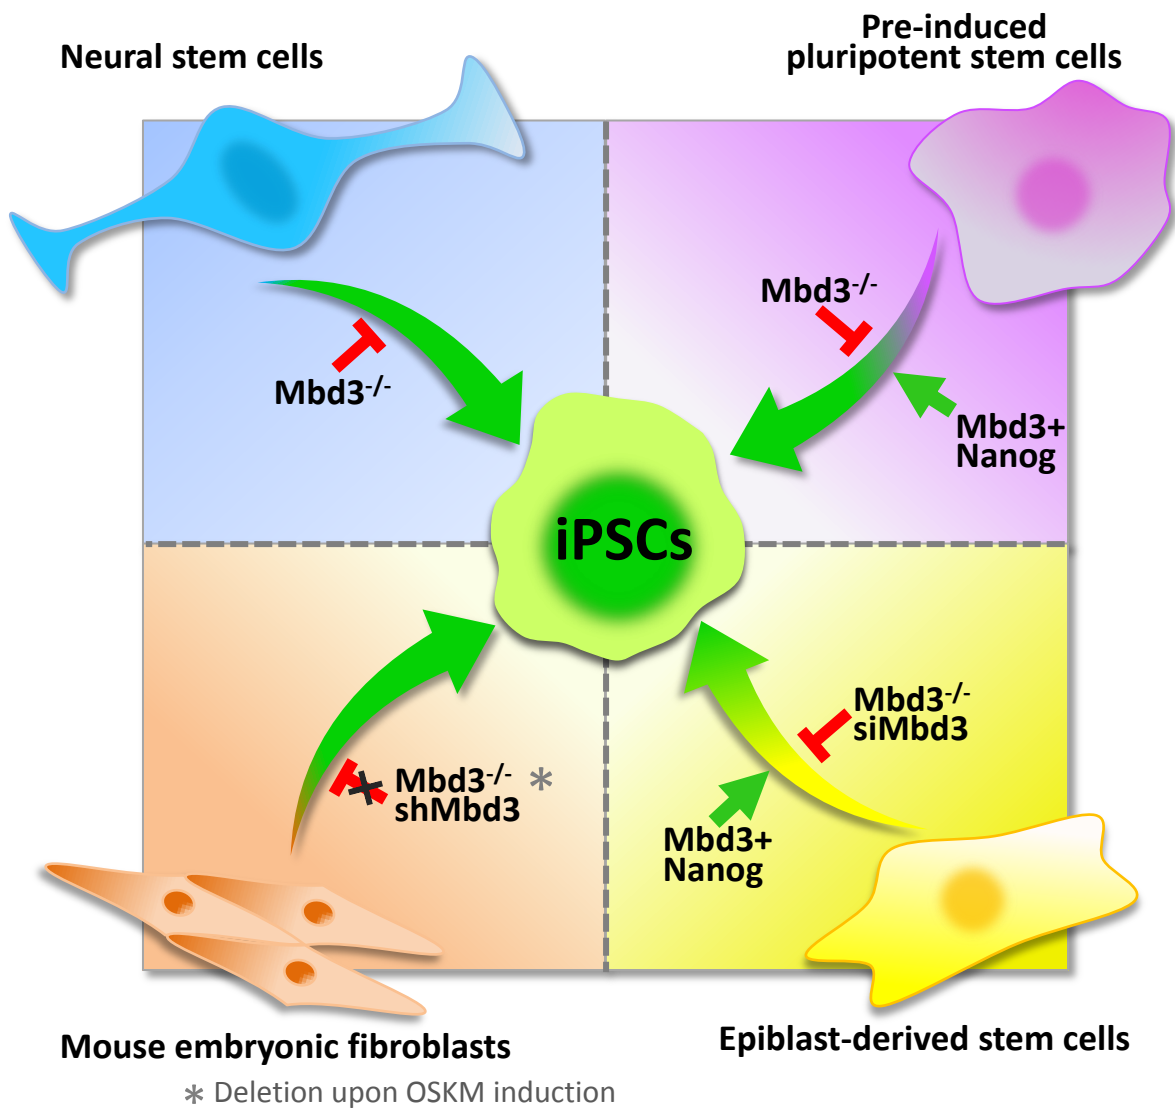 Neural stem cells
Pre-induced
pluripotent stem cells
Mbd3-/-
Mbd3-/-
Mbd3+
Nanog
iPSCs
Mbd3-/- *
shMbd3
Mbd3-/-
siMbd3
Mbd3+
Nanog
Mouse embryonic fibroblasts
Epiblast-derived stem cells
* Deletion upon OSKM induction